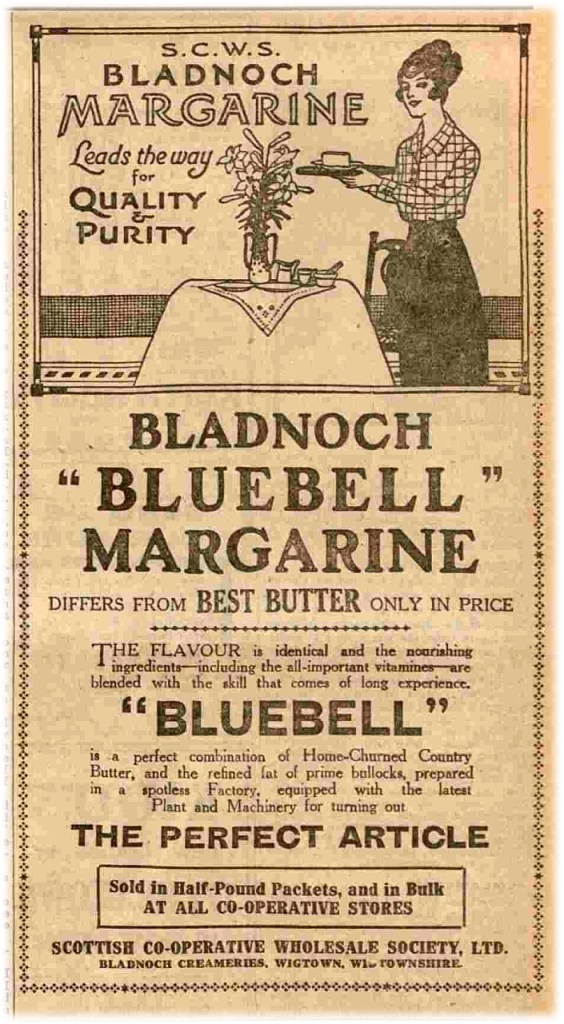 S.C.W.S.
BLADNOCH
MARGARINE
Leads the way
for
QUALITY
&
PURITY
BLADNOCH
"BLUEBELL"
MARGARINE
DIFFERS FROM BEST BUTTER ONLY IN PRICE
THE FLAVOUR is identical and the nourishing
ingredients—including the all-important vitamines—are
blended with the skill that comes of long experience.
"BLUEBELL"
is a perfect combination of Home-Churned Country
Butter, and the refined fat of prime bullocks, prepared
in a spotless Factory, equipped with the latest
Plant and Machinery for turning out
THE PERFECT ARTICLE
Sold in Half-Pound Packets, and in Bulk
AT ALL CO-OPERATIVE STORES
SCOTTISH CO-OPERATIVE WHOLESALE SOCIETY, LTD.
BLADNOCH CREAMERIES, WIGTOWN, WIGTOWNSHIRE.